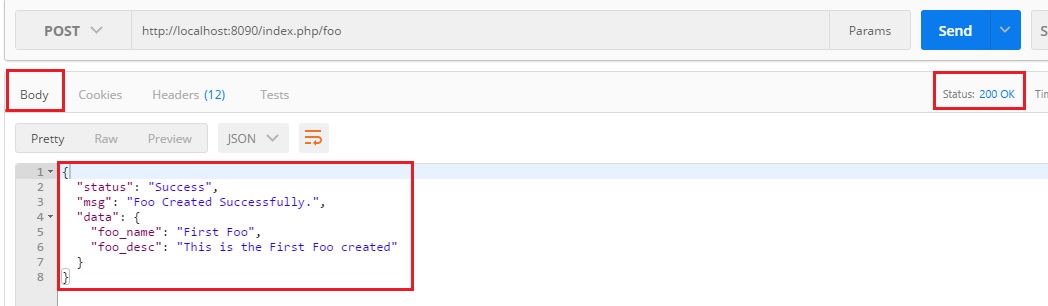 POST http://localhost:8090/index.php/foo Params Send S
Body Cookies Headers (12) Tests Status: 200 OK Tim
Pretty Raw Preview JSON
1 {
2 "status": "Success",
3 "msg": "Foo Created Successfully.",
4 "data": {
5 "foo_name": "First Foo",
6 "foo_desc": "This is the First Foo created"
7 }
8 }